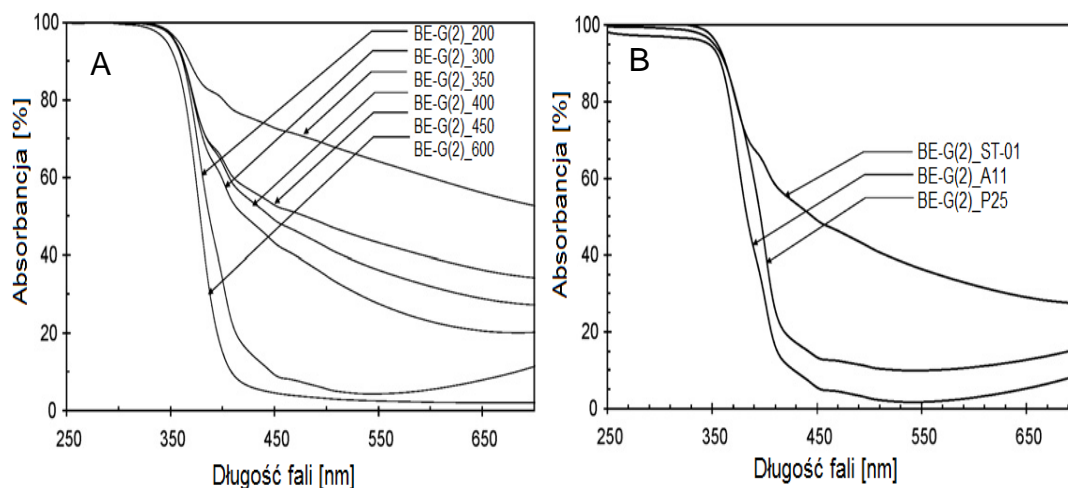 A
Absorbancja [%]
100
80
60
40
20
0
250
350
450
550
650
Długość fali [nm]
BE-G(2)_200
BE-G(2)_300
BE-G(2)_350
BE-G(2)_400
BE-G(2)_450
BE-G(2)_600
B
Absorbancja [%]
100
80
60
40
20
0
250
350
450
550
650
Długość fali [nm]
BE-G(2)_ST-01
BE-G(2)_A11
BE-G(2)_P25